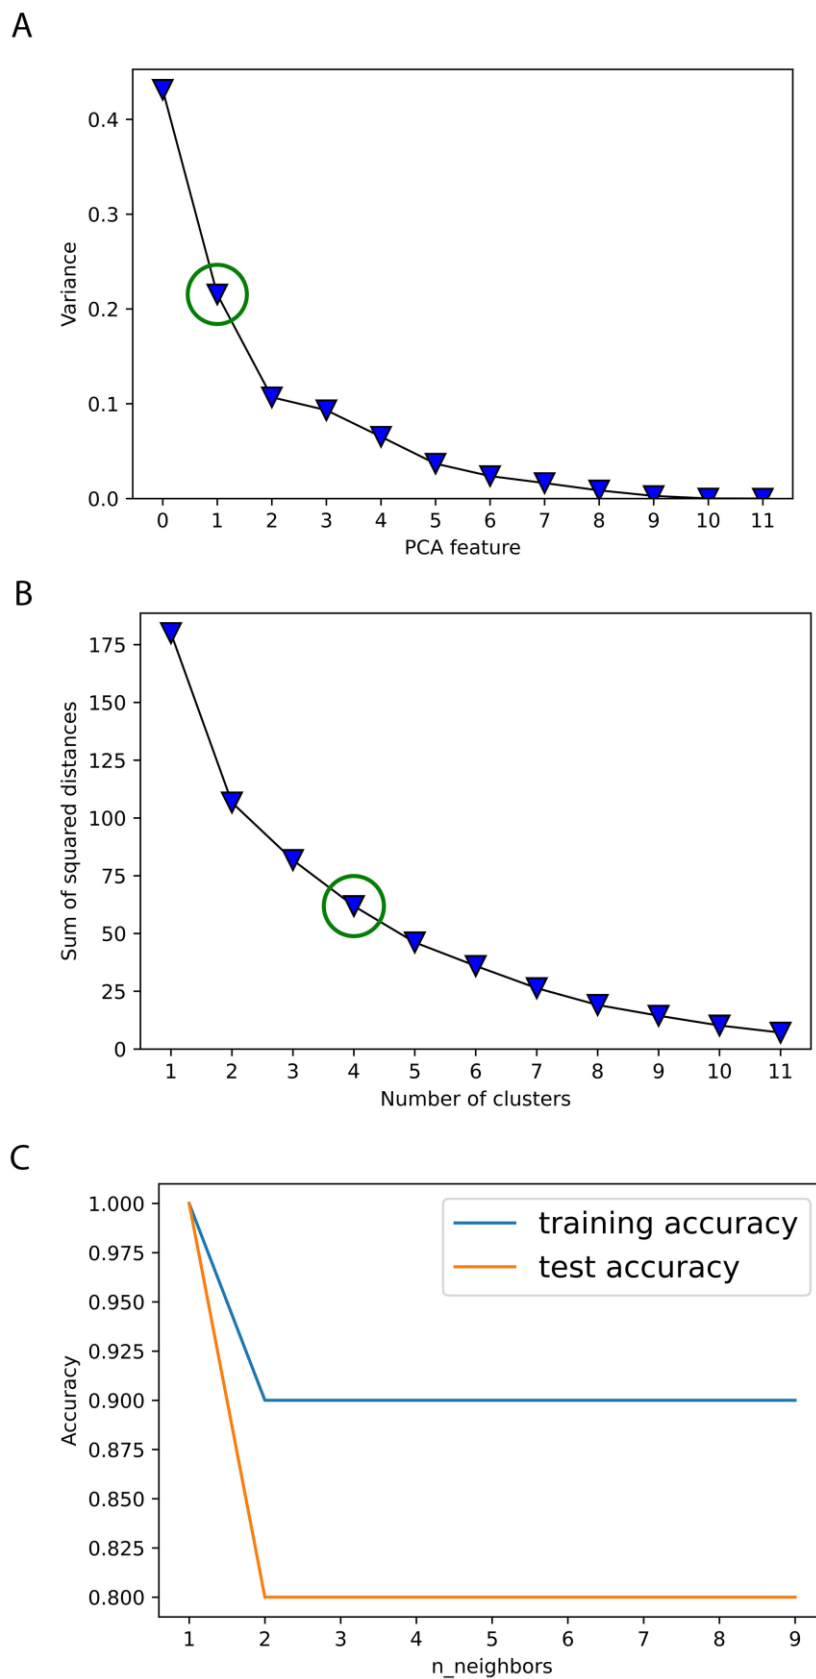 A
0.4
0.3
0.2
0.1
0.0
Variance
0 1 2 3 4 5 6 7 8 9 10 11
PCA feature
B
175
150
125
100
75
50
25
0
Sum of squared distances
1 2 3 4 5 6 7 8 9 10 11
Number of clusters
C
1.000
0.975
0.950
0.925
0.900
0.875
0.850
0.825
0.800
Accuracy
training accuracy
test accuracy
1 2 3 4 5 6 7 8 9
n_neighbors